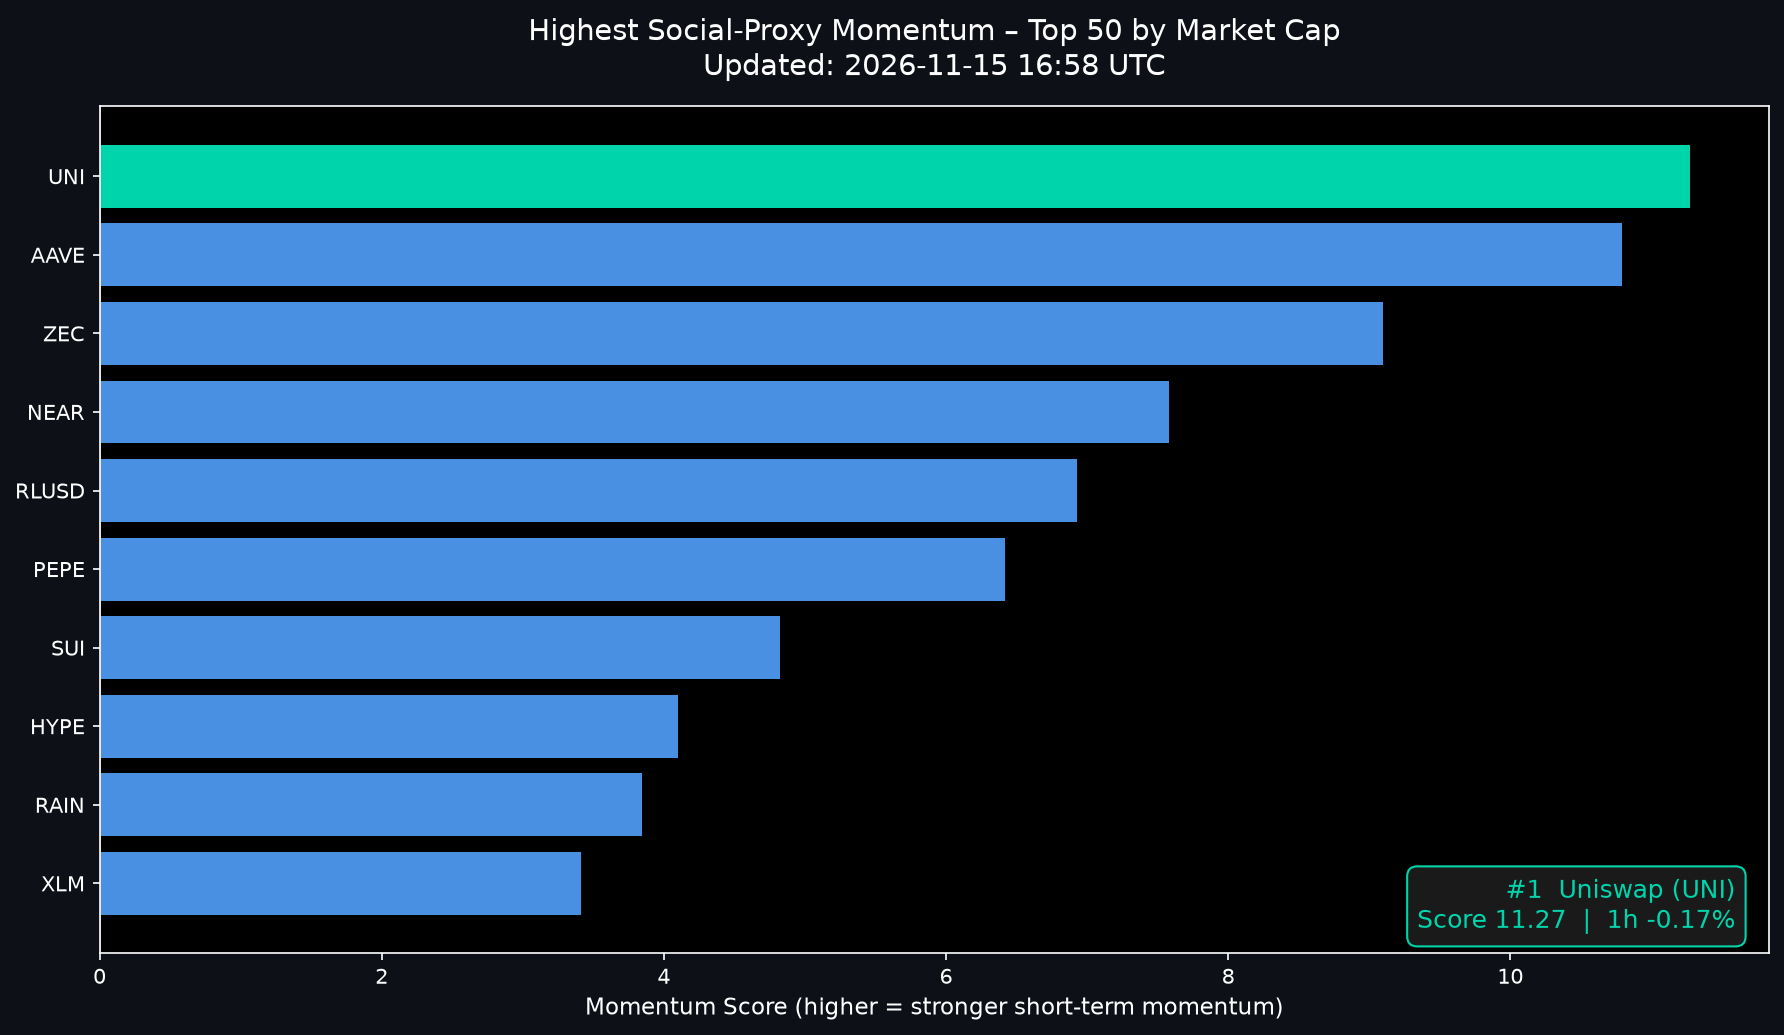 Highest Social-Proxy Momentum – Top 50 by Market Cap
Updated: 2026-11-15 16:58 UTC
UNI
AAVE
ZEC
NEAR
RLUSD
PEPE
SUI
HYPE
RAIN
XLM
#1  Uniswap (UNI)
Score 11.27  |  1h -0.17%
0 2 4 6 8 10
Momentum Score (higher = stronger short-term momentum)